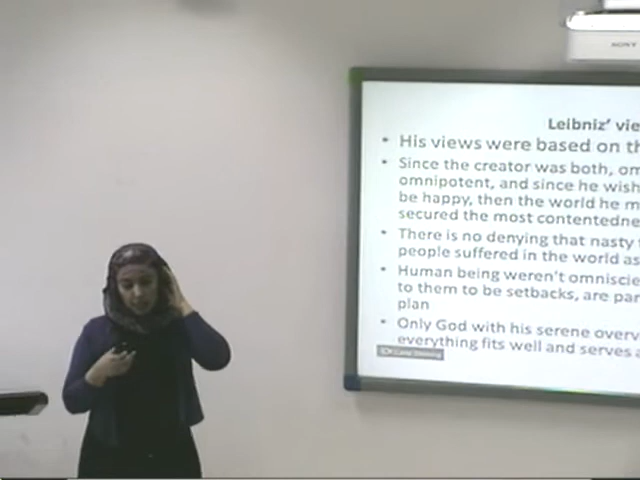 SONY
Leibniz' vie
• His views were based on th
• Since the creator was both, om
omnipotent, and since he wish
be happy, then the world he m
secured the most contentedne
• There is no denying that nasty
people suffered in the world as
• Human being weren't omniscie
to them to be setbacks, are par
plan
• Only God with his serene overv
everything fits well and serves a